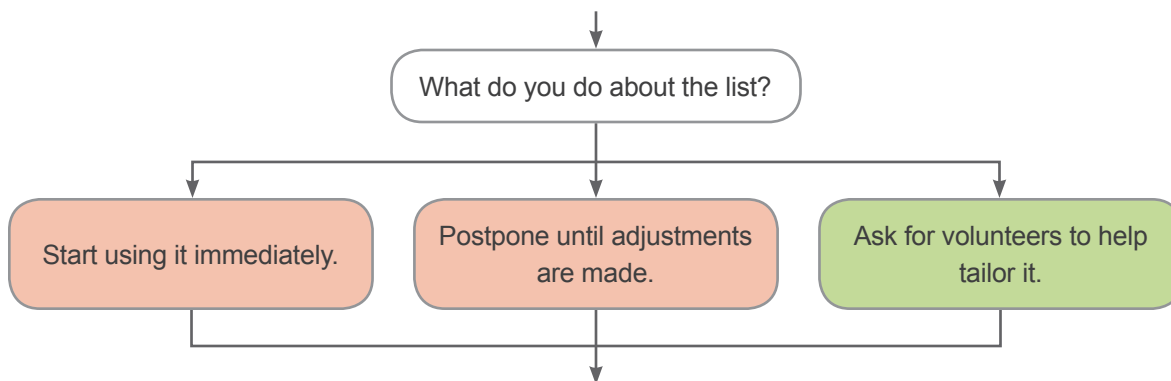 What do you do about the list?
Start using it immediately.
Postpone until adjustments
are made.
Ask for volunteers to help
tailor it.